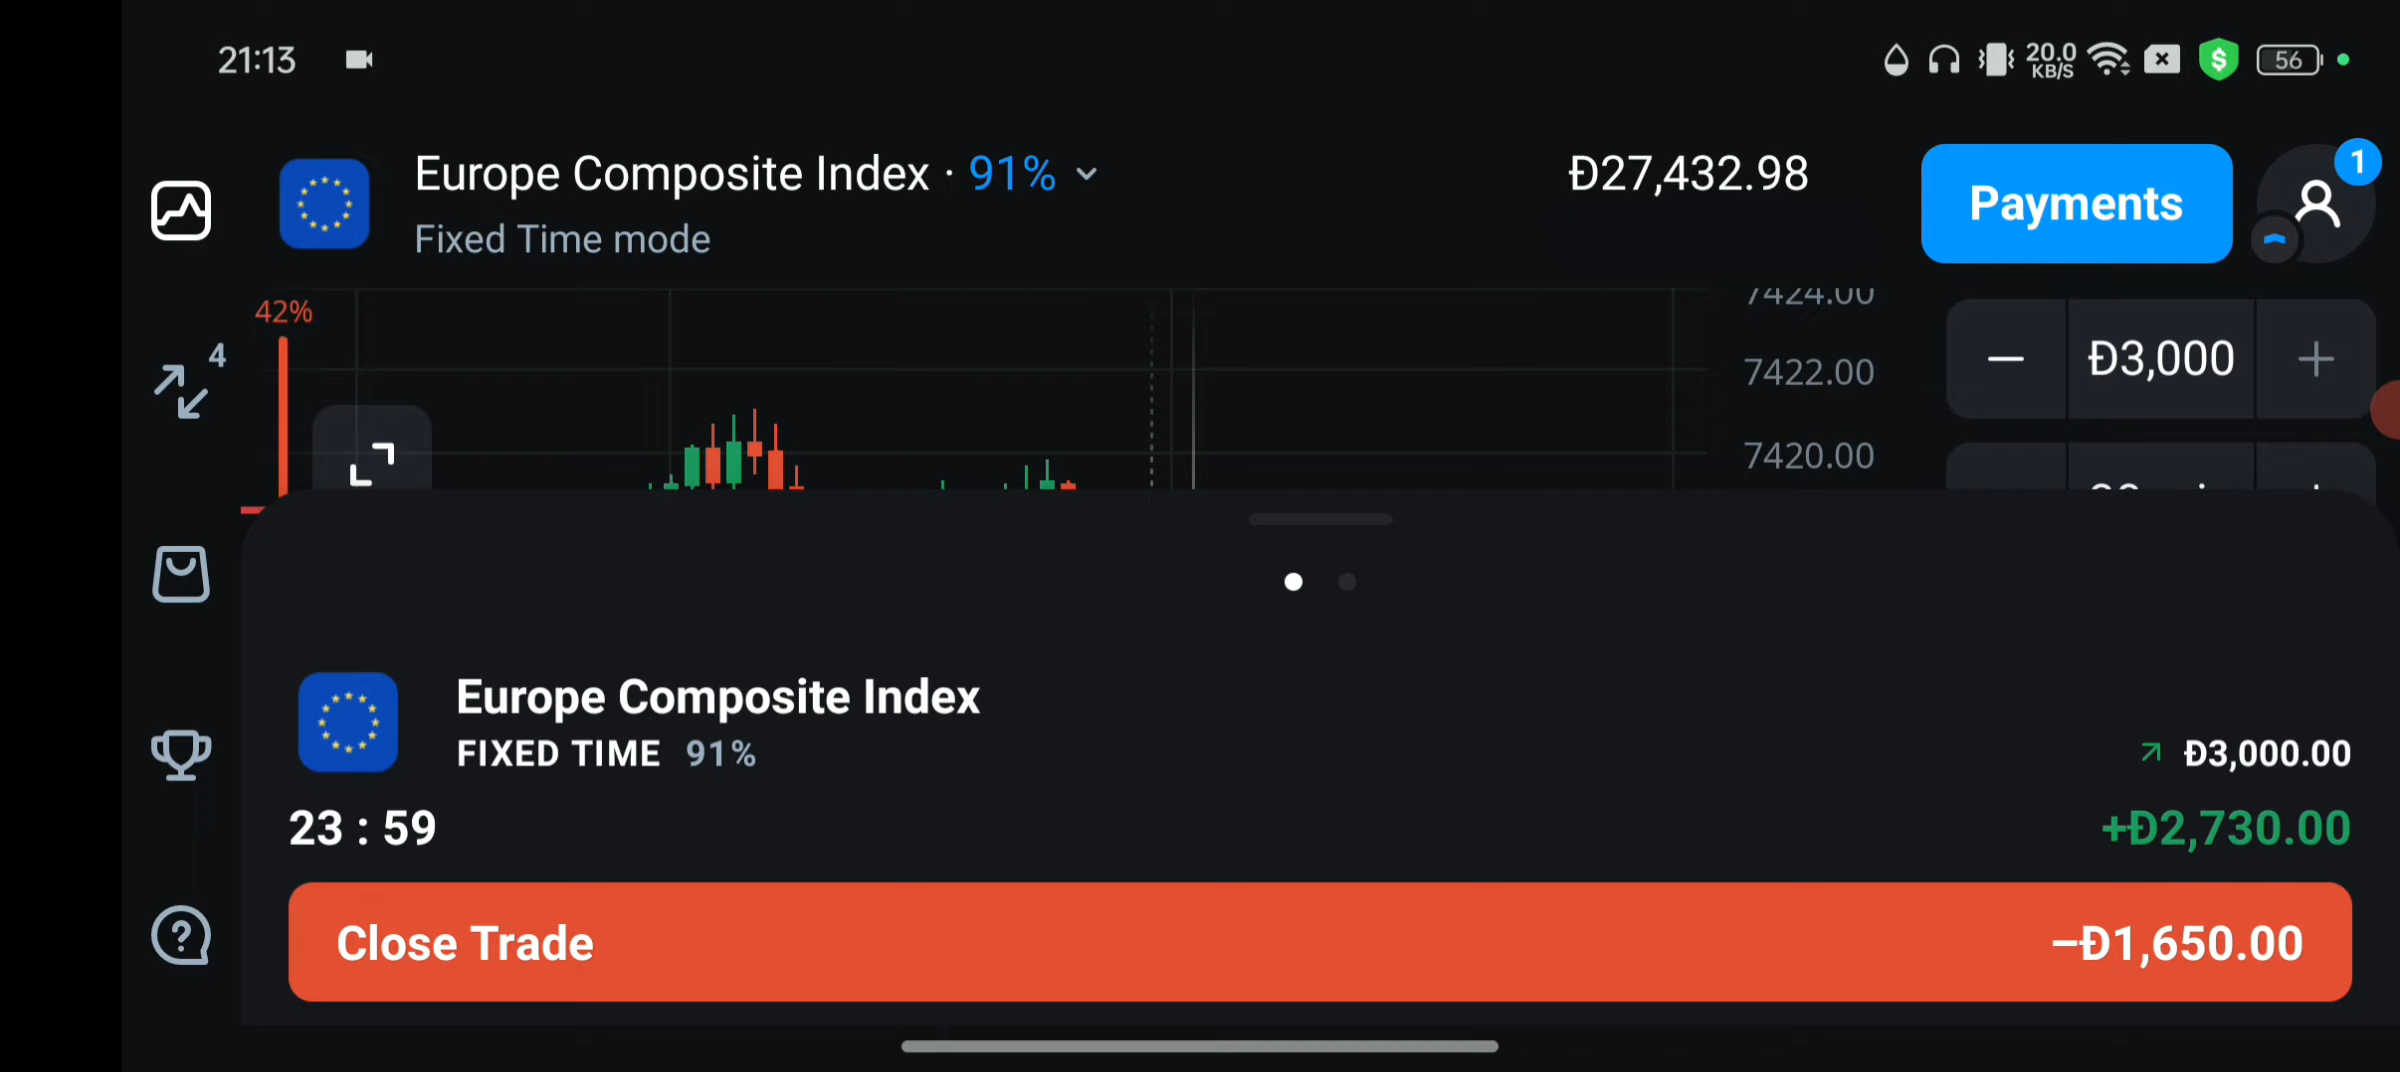 21:13
20.0
KB/S
56
Europe Composite Index · 91%
Fixed Time mode
Đ27,432.98
Payments
1
42%
4
7424.00
7422.00
7420.00
Đ3,000
Europe Composite Index
FIXED TIME 91%
Đ3,000.00
23 : 59
+Đ2,730.00
Close Trade
–Đ1,650.00